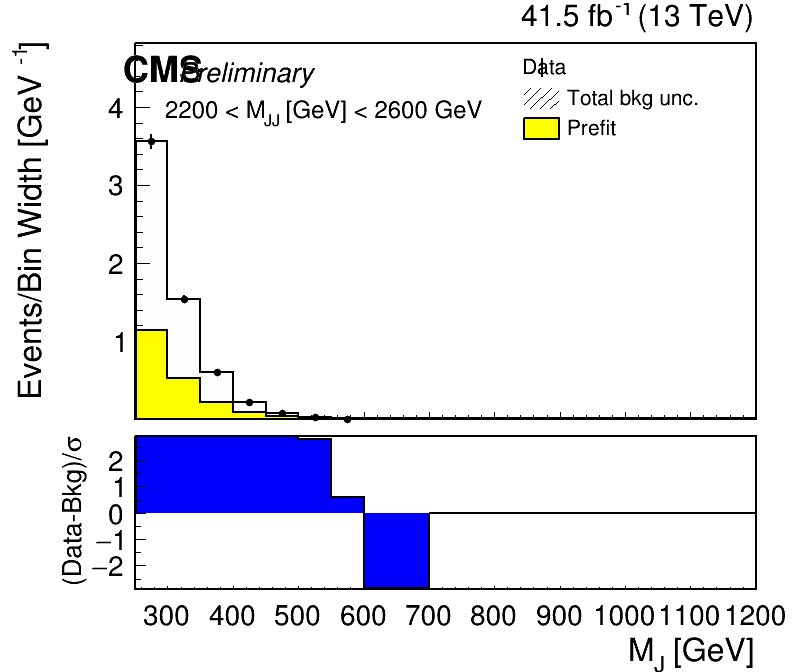 41.5 fb⁻¹ (13 TeV)
CMS Preliminary
2200 < M_JJ [GeV] < 2600 GeV
Data
Total bkg unc.
Prefit
Events/Bin Width [GeV⁻¹]
4
3
2
1
(Data-Bkg)/σ
2
1
0
−1
−2
300 400 500 600 700 800 900 1000 1100 1200
M_J [GeV]